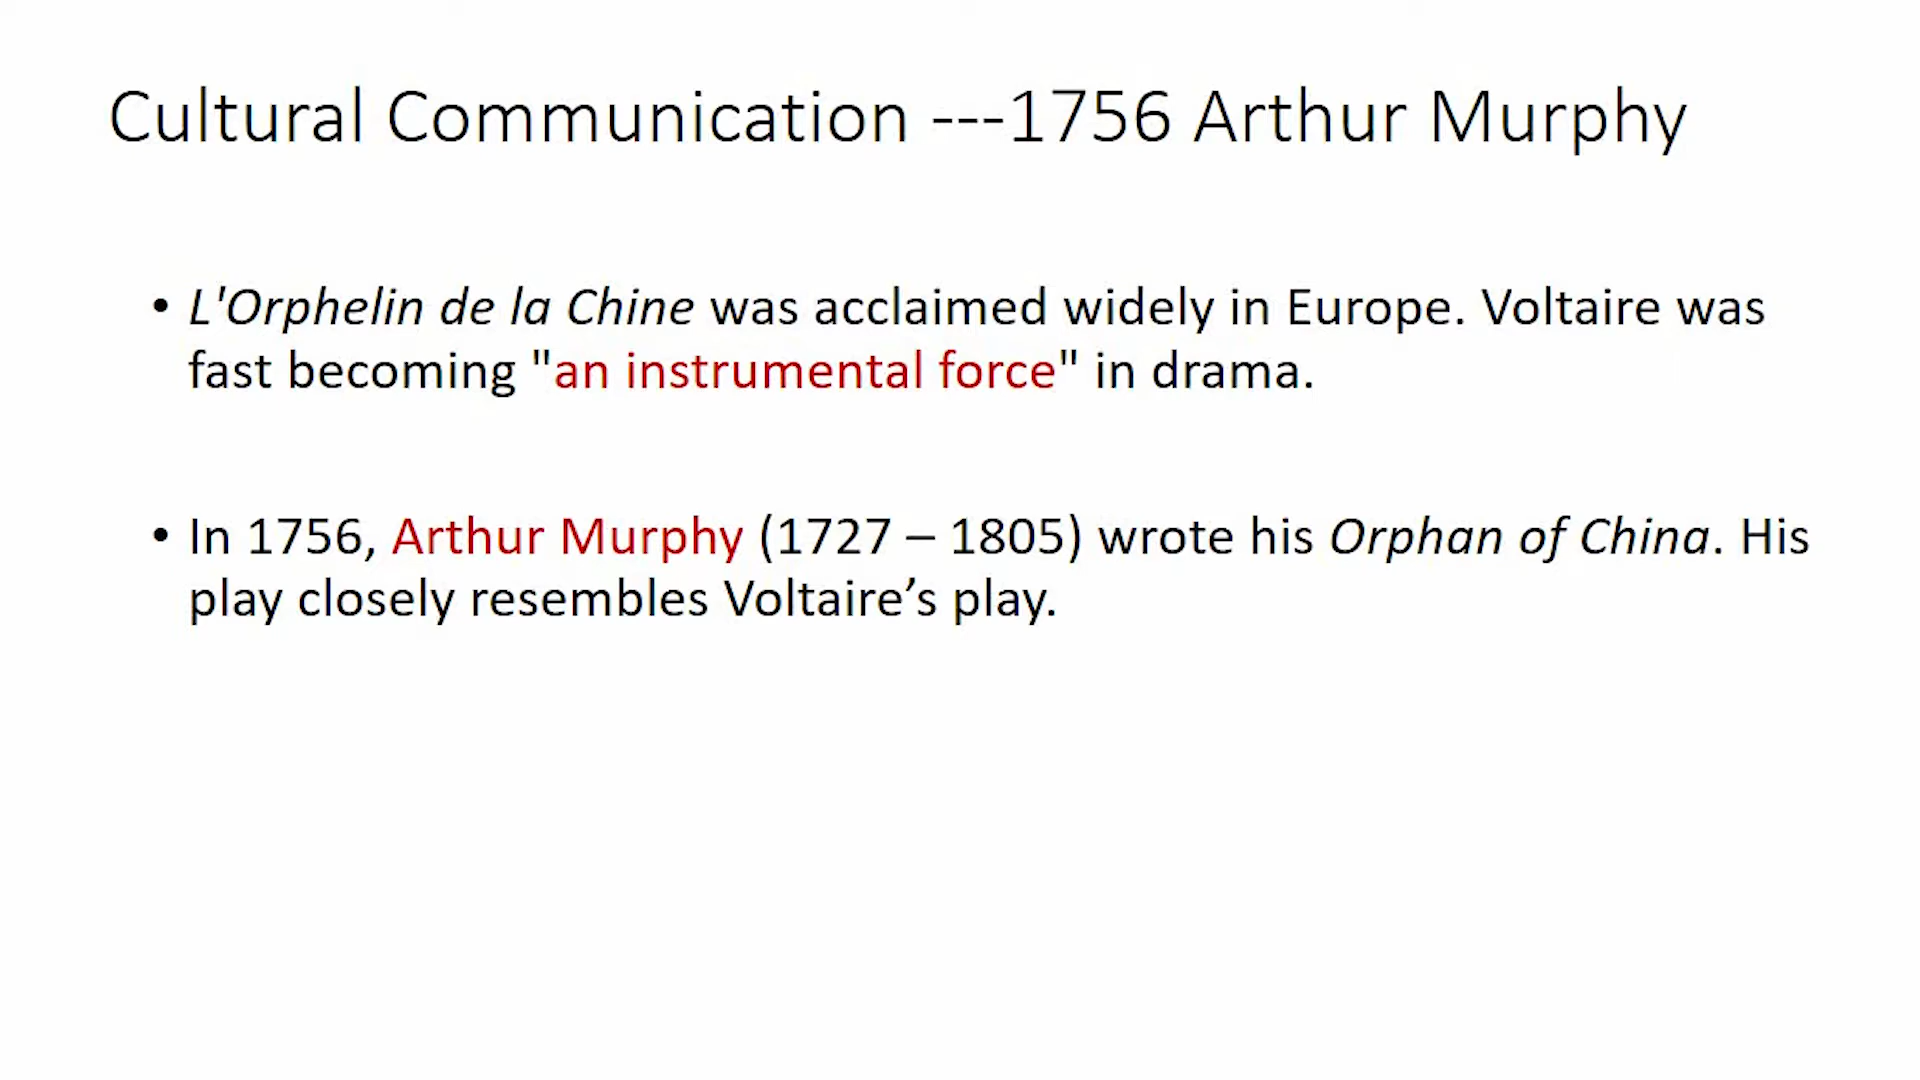 Cultural Communication ---1756 Arthur Murphy
• L'Orphelin de la Chine was acclaimed widely in Europe. Voltaire was
fast becoming "an instrumental force" in drama.
• In 1756, Arthur Murphy (1727 – 1805) wrote his Orphan of China. His
play closely resembles Voltaire’s play.